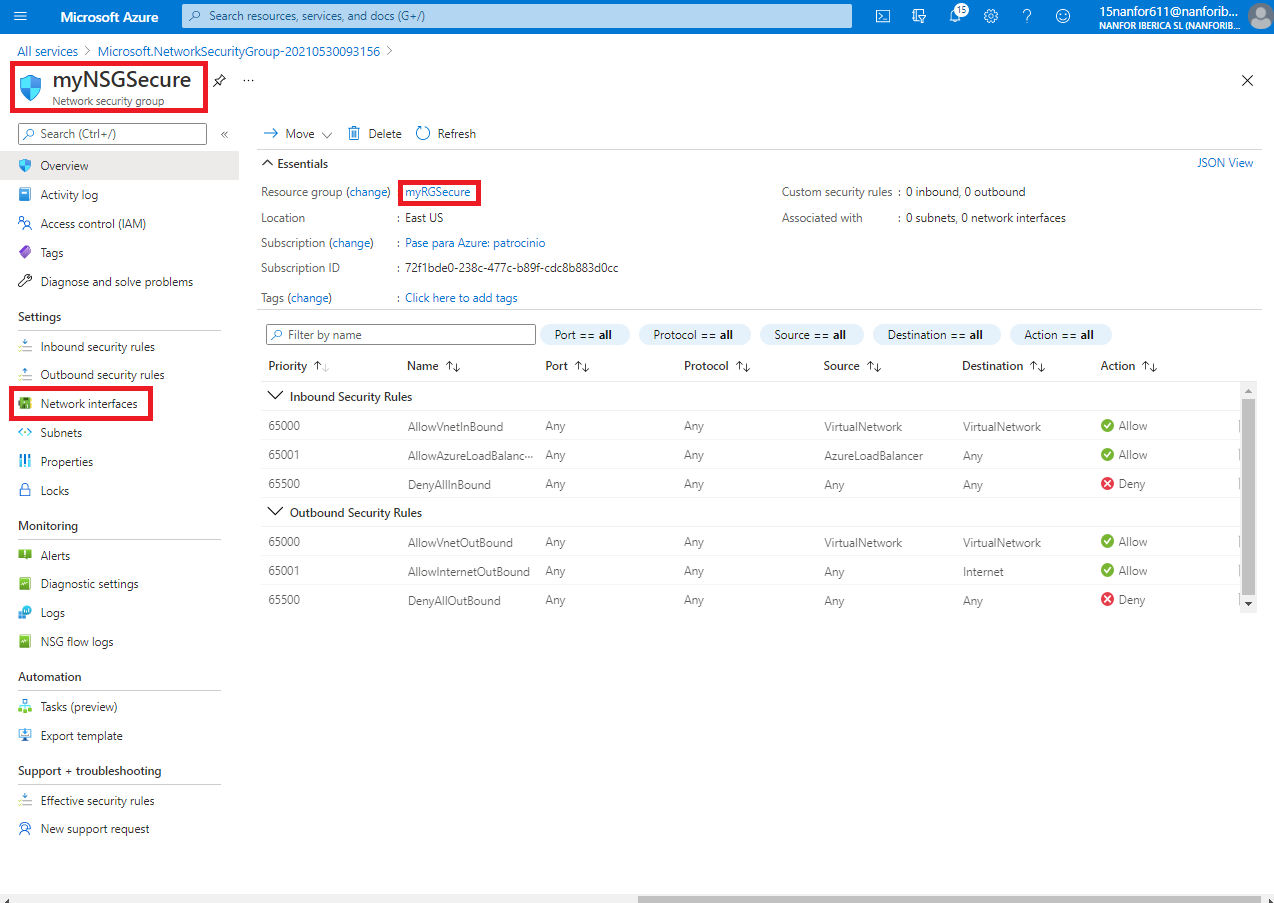 Microsoft Azure
Search resources, services, and docs (G+/)
15
15nanfor611@nanforib...
NANFOR IBERICA SL (NANFORIB...
All services > Microsoft.NetworkSecurityGroup-20210530093156 >
myNSGSecure
...
Network security group
Search (Ctrl+/)
«
Move
Delete
Refresh
Overview
Activity log
Access control (IAM)
Tags
Diagnose and solve problems
Settings
Inbound security rules
Outbound security rules
Network interfaces
Subnets
Properties
Locks
Monitoring
Alerts
Diagnostic settings
Logs
NSG flow logs
Automation
Tasks (preview)
Export template
Support + troubleshooting
Effective security rules
New support request
Essentials
JSON View
Resource group (change) myRGSecure
Location : East US
Subscription (change) : Pase para Azure: patrocinio
Subscription ID : 72f1bde0-238c-477c-b89f-cdc8b883d0cc
Tags (change) : Click here to add tags
Custom security rules : 0 inbound, 0 outbound
Associated with : 0 subnets, 0 network interfaces
Filter by name Port == all Protocol == all Source == all Destination == all Action == all
Priority ↑↓ Name ↑↓ Port ↑↓ Protocol ↑↓ Source ↑↓ Destination ↑↓ Action ↑↓
Inbound Security Rules
65000 AllowVnetInBound Any Any VirtualNetwork VirtualNetwork Allow
65001 AllowAzureLoadBalanc... Any Any AzureLoadBalancer Any Allow
65500 DenyAllInBound Any Any Any Any Deny
Outbound Security Rules
65000 AllowVnetOutBound Any Any VirtualNetwork VirtualNetwork Allow
65001 AllowInternetOutBound Any Any Any Internet Allow
65500 DenyAllOutBound Any Any Any Any Deny